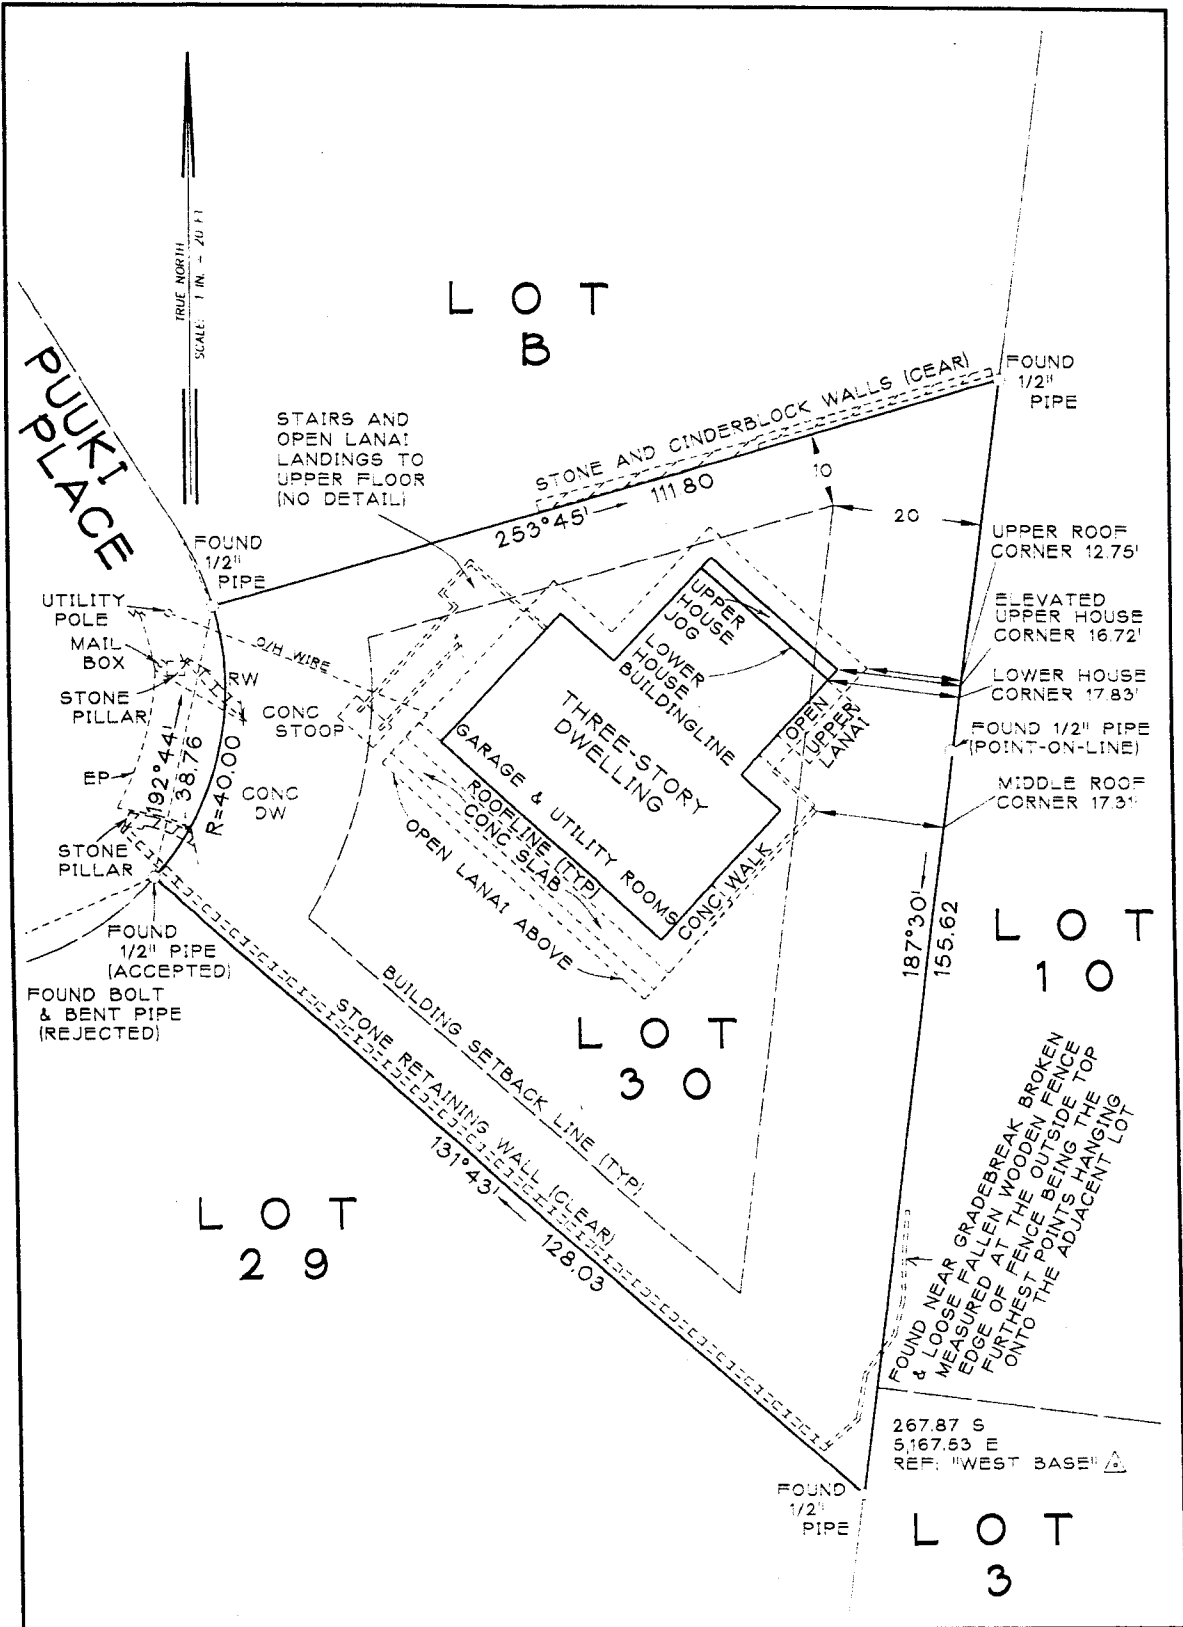 TRUE NORTH
SCALE: 1 IN. = 20 FT
LOT
B
PUUKI
PLACE
STAIRS AND
OPEN LANAI
LANDINGS TO
UPPER FLOOR
(NO DETAIL)
STONE AND CINDERBLOCK WALLS (CEAR)
253°45'
111.80
FOUND
1/2"
PIPE
10
20
FOUND
1/2"
PIPE
UTILITY
POLE
MAIL
BOX
STONE
PILLAR
EP
STONE
PILLAR
O/H WIRE
RW
CONC
STOOP
CONC
DW
192°44'
38.76
R=40.00
UPPER
HOUSE
JOG
LOWER
HOUSE
BUILDINGLINE
THREE-STORY
DWELLING
GARAGE & UTILITY ROOMS
ROOFLINE (TYP)
CONC SLAB
OPEN LANAI ABOVE
CONC WALK
OPEN
UPPER
LANAI
UPPER ROOF
CORNER 12.75'
ELEVATED
UPPER HOUSE
CORNER 16.72'
LOWER HOUSE
CORNER 17.83'
FOUND 1/2" PIPE
(POINT-ON-LINE)
MIDDLE ROOF
CORNER 17.31'
187°30'
155.62
LOT
10
FOUND
1/2" PIPE
(ACCEPTED)
FOUND BOLT
& BENT PIPE
(REJECTED)
BUILDING SETBACK LINE (TYP)
STONE RETAINING WALL (CLEAR)
131°43'
128.03
LOT
30
LOT
29
FOUND NEAR GRADEBREAK BROKEN
& LOOSE FALLEN WOODEN FENCE
MEASURED AT THE OUTSIDE TOP
EDGE OF FENCE BEING THE
FURTHEST POINTS HANGING
ONTO THE ADJACENT LOT
267.87 S
5,167.53 E
REF: "WEST BASE"
FOUND
1/2"
PIPE
LOT
3